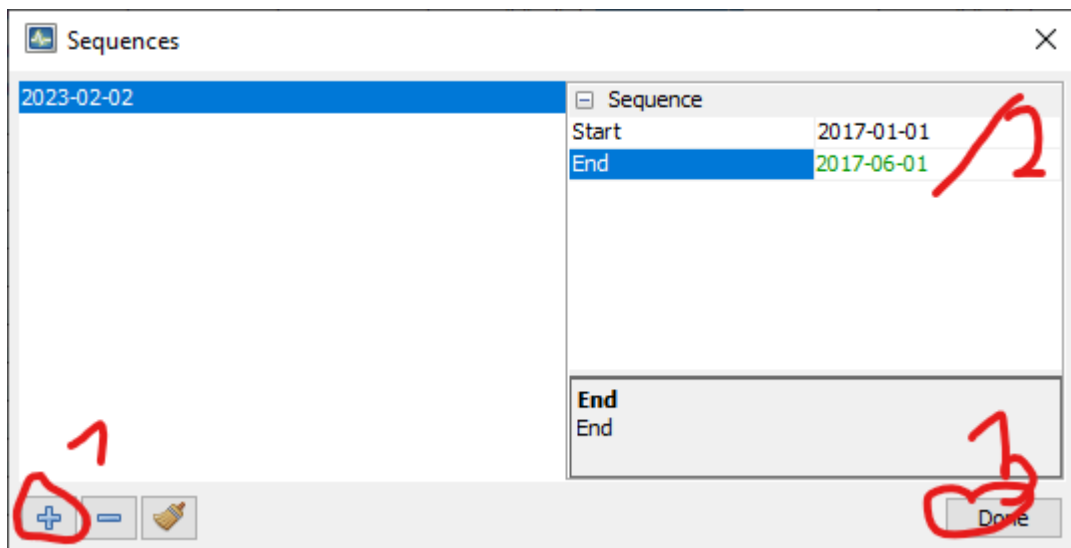 Sequences
2023-02-02
Sequence
Start 2017-01-01
End 2017-06-01
2
End
End
1
3
Done